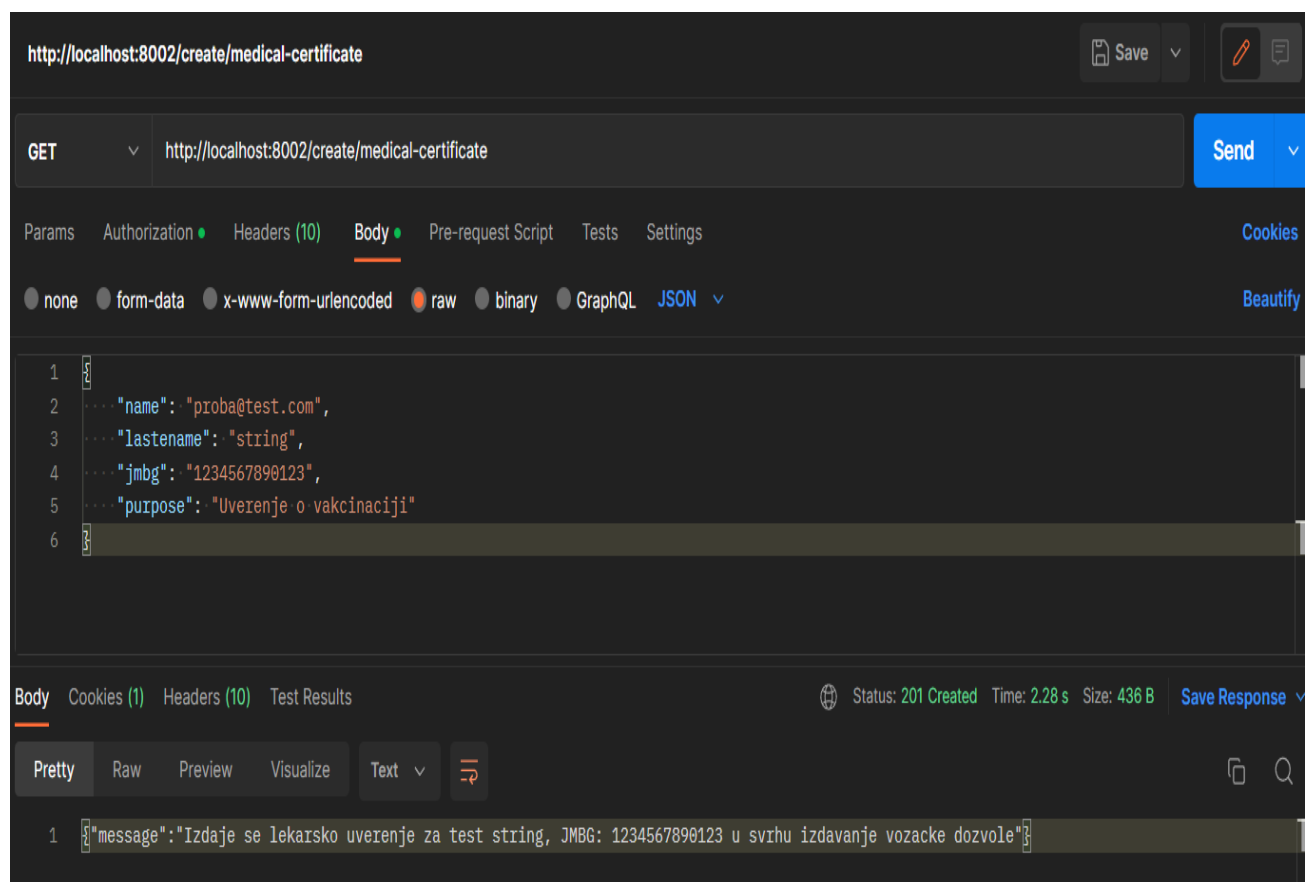 http://localhost:8002/create/medical-certificate Save
GET http://localhost:8002/create/medical-certificate Send
Params Authorization Headers (10) Body Pre-request Script Tests Settings Cookies
none form-data x-www-form-urlencoded raw binary GraphQL JSON Beautify
1 {
2 "name": "proba@test.com",
3 "lastename": "string",
4 "jmbg": "1234567890123",
5 "purpose": "Uverenje o vakcinaciji"
6 }
Body Cookies (1) Headers (10) Test Results Status: 201 Created Time: 2.28 s Size: 436 B Save Response
Pretty Raw Preview Visualize Text
1 {"message":"Izdaje se lekarsko uverenje za test string, JMBG: 1234567890123 u svrhu izdavanje vozacke dozvole"}